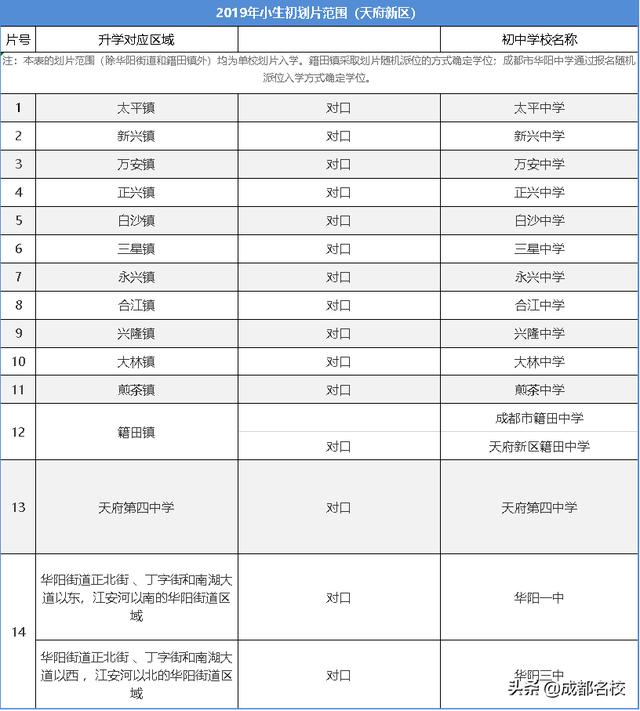 2019年小生初划片范围（天府新区）
片号 升学对应区域 初中学校名称
注：本表的划片范围（除华阳街道和籍田镇外）均为单校划片入学。籍田镇采取划片随机派位的方式确定学位；成都市华阳中学通过报名随机
派位入学方式确定学位。
1 太平镇 对口 太平中学
2 新兴镇 对口 新兴中学
3 万安镇 对口 万安中学
4 正兴镇 对口 正兴中学
5 白沙镇 对口 白沙中学
6 三星镇 对口 三星中学
7 永兴镇 对口 永兴中学
8 合江镇 对口 合江中学
9 兴隆镇 对口 兴隆中学
10 大林镇 对口 大林中学
11 煎茶镇 对口 煎茶中学
成都市籍田中学
12 籍田镇
对口 天府新区籍田中学
13 天府第四中学 对口 天府第四中学
14
华阳街道正北街、丁字街和南湖大
道以东，江安河以南的华阳街道区
域
对口 华阳一中
华阳街道正北街、丁字街和南湖大
道以西，江安河以北的华阳街道区
域
对口 华阳三中
头条 @成都名校